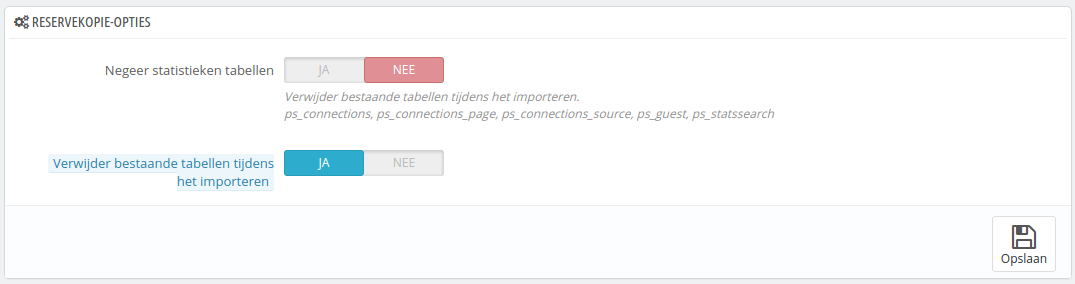 RESERVEKOPIE-OPTIES
Negeer statistieken tabellen
JA NEE
Verwijder bestaande tabellen tijdens het importeren.
ps_connections, ps_connections_page, ps_connections_source, ps_guest, ps_statssearch
Verwijder bestaande tabellen tijdens
het importeren
JA NEE
Opslaan